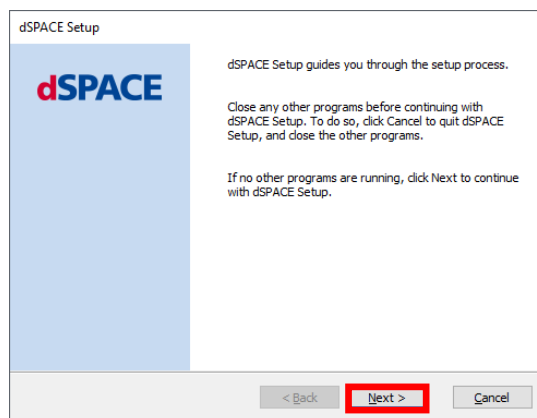 dSPACE Setup
dSPACE
dSPACE Setup guides you through the setup process.
Close any other programs before continuing with
dSPACE Setup. To do so, click Cancel to quit dSPACE
Setup, and close the other programs.
If no other programs are running, click Next to continue
with dSPACE Setup.
< Back
Next >
Cancel